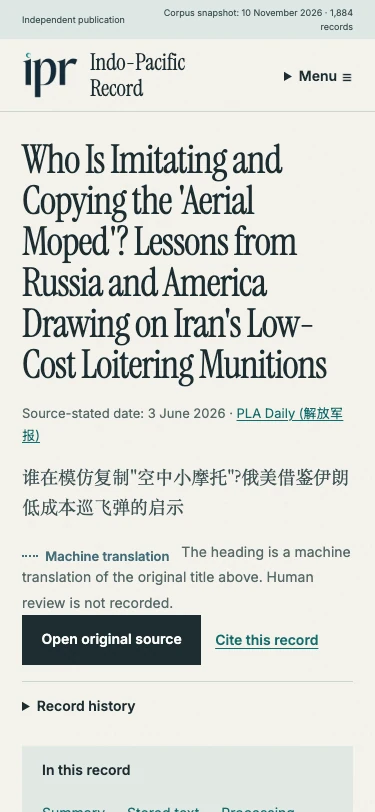 Independent publication
Corpus snapshot: 10 November 2026 · 1,884
records
ipr
Indo-Pacific
Record
Menu
Who Is Imitating and
Copying the 'Aerial
Moped'? Lessons from
Russia and America
Drawing on Iran's Low-
Cost Loitering Munitions
Source-stated date: 3 June 2026 · PLA Daily (解放军
报)
谁在模仿复制"空中小摩托"?俄美借鉴伊朗
低成本巡飞弹的启示
Machine translation The heading is a machine
translation of the original title above. Human
review is not recorded.
Open original source
Cite this record
Record history
In this record
Summary Stored text Processing